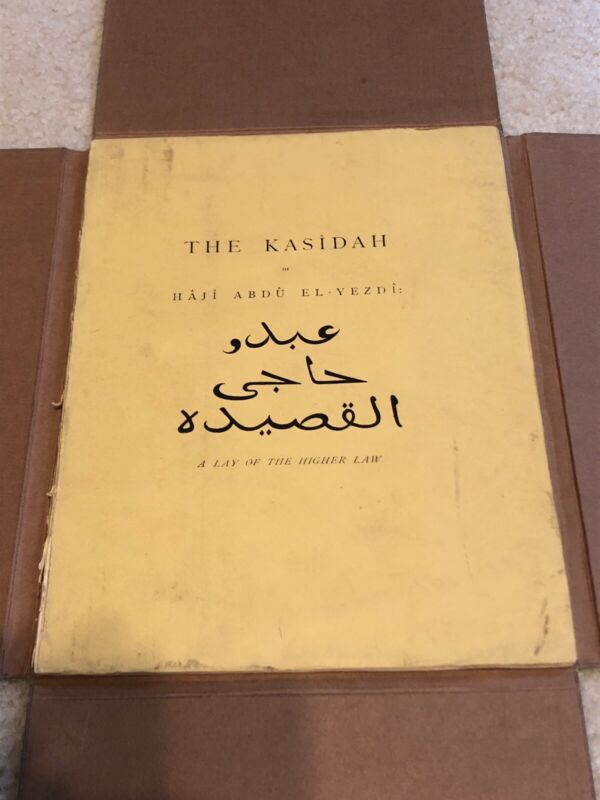 THE KASÎDAH
OF
HÂJÎ ABDÛ EL-YEZDÎ:
عبدو
حاجى
القصيده
A LAY OF THE HIGHER LAW